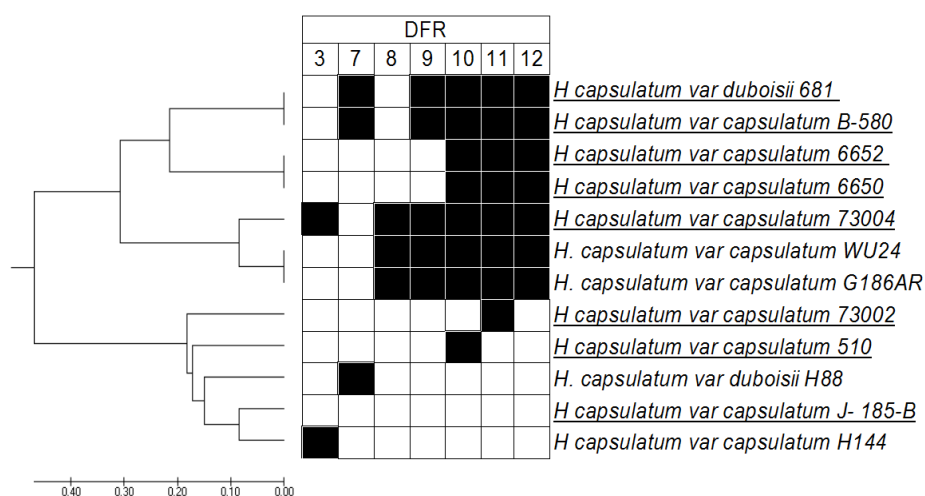 DFR
3 7 8 9 10 11 12
H capsulatum var duboisii 681
H capsulatum var capsulatum B-580
H capsulatum var capsulatum 6652
H capsulatum var capsulatum 6650
H capsulatum var capsulatum 73004
H. capsulatum var capsulatum WU24
H. capsulatum var capsulatum G186AR
H capsulatum var capsulatum 73002
H capsulatum var capsulatum 510
H. capsulatum var duboisii H88
H capsulatum var capsulatum J- 185-B
H capsulatum var capsulatum H144
0.40 0.30 0.20 0.10 0.00